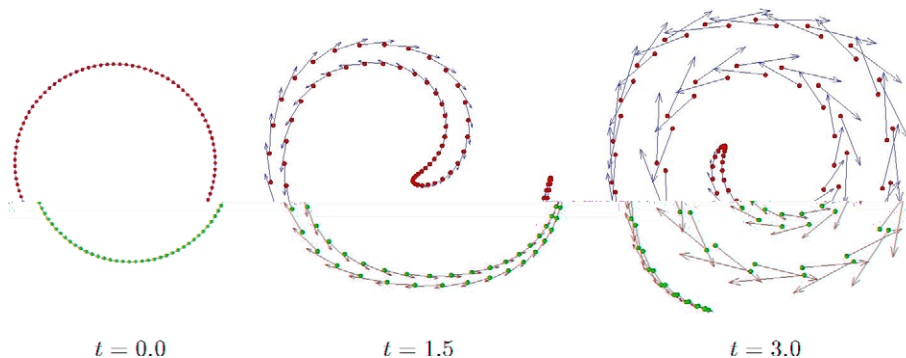 t = 0.0
t = 1.5
t = 3.0